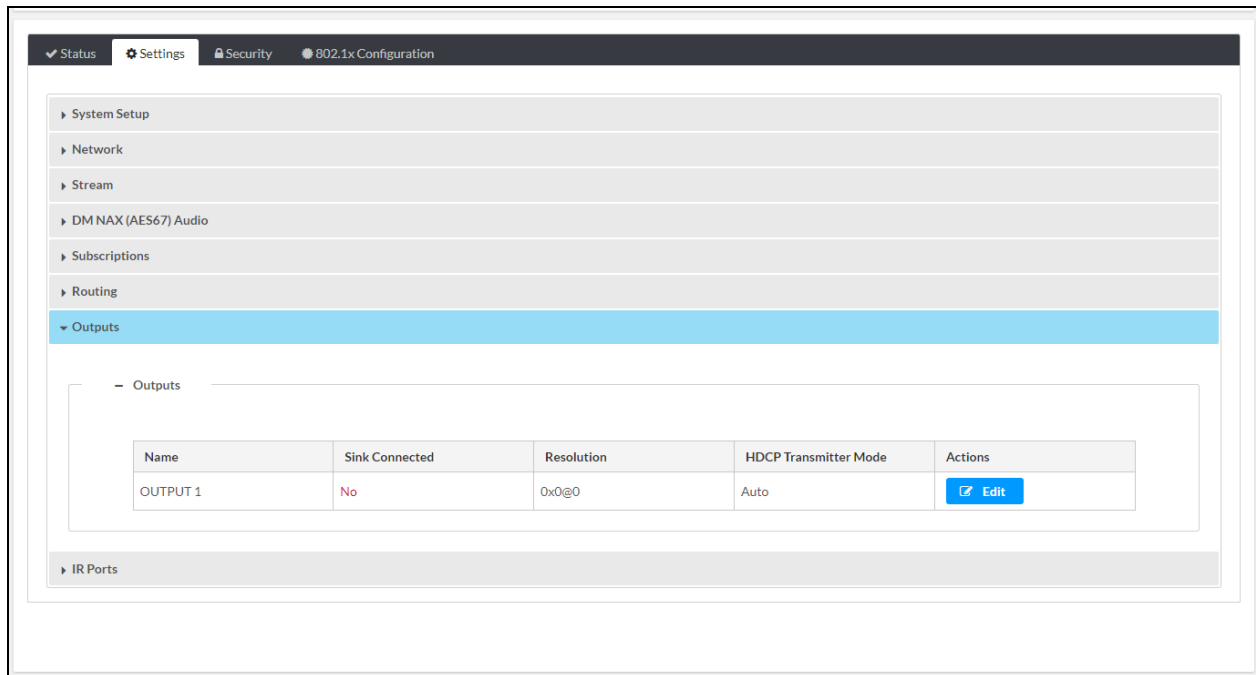 Status Settings Security 802.1x Configuration
System Setup
Network
Stream
DM NAX (AES67) Audio
Subscriptions
Routing
Outputs
Outputs
Name Sink Connected Resolution HDCP Transmitter Mode Actions
OUTPUT 1 No 0x0@0 Auto Edit
IR Ports